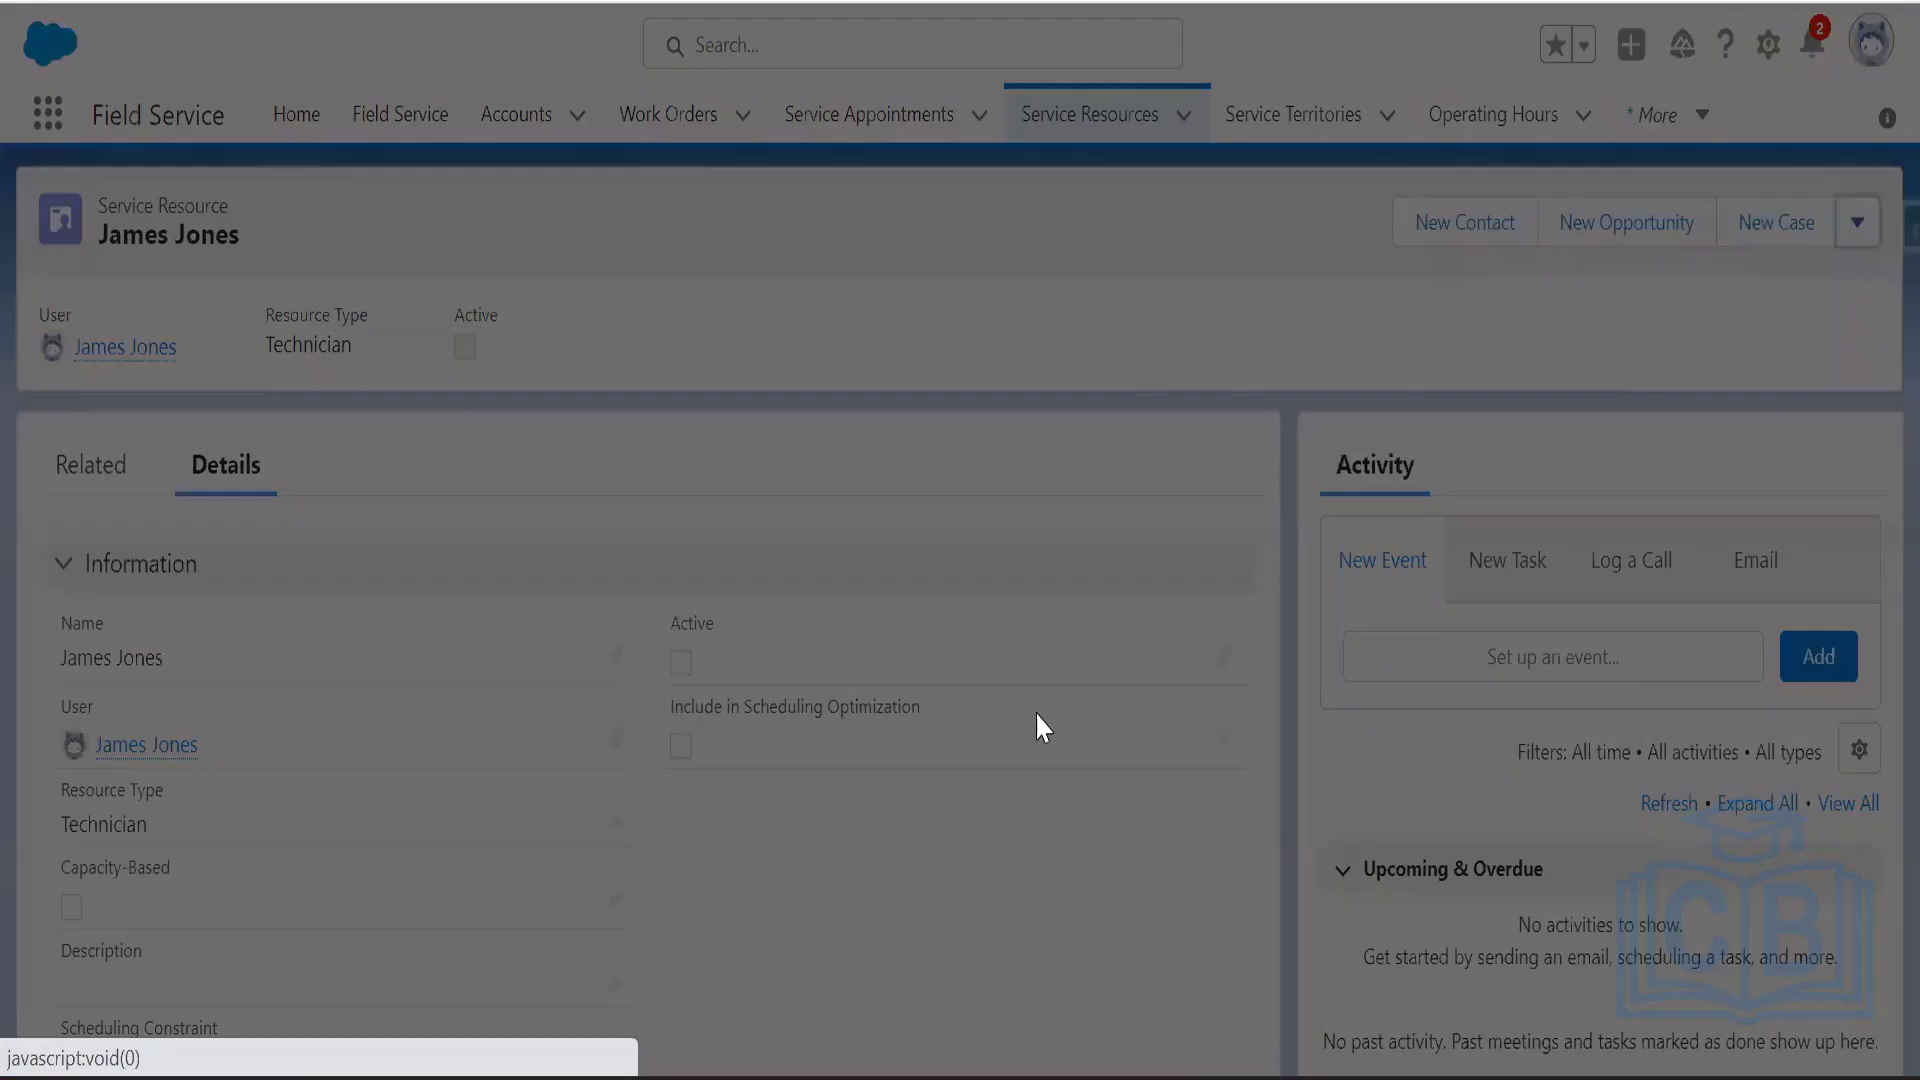 Search...
2
Field Service
Home
Field Service
Accounts
Work Orders
Service Appointments
Service Resources
Service Territories
Operating Hours
* More
Service Resource
James Jones
New Contact
New Opportunity
New Case
User
Resource Type
Active
James Jones
Technician
Related
Details
Activity
Information
New Event
New Task
Log a Call
Email
Name
Active
James Jones
Set up an event...
Add
User
Include in Scheduling Optimization
James Jones
Filters: All time • All activities • All types
Resource Type
Refresh • Expand All • View All
Technician
Capacity-Based
Upcoming & Overdue
No activities to show.
Get started by sending an email, scheduling a task, and more.
CB
Description
Scheduling Constraint
No past activity. Past meetings and tasks marked as done show up here.
javascript:void(0)